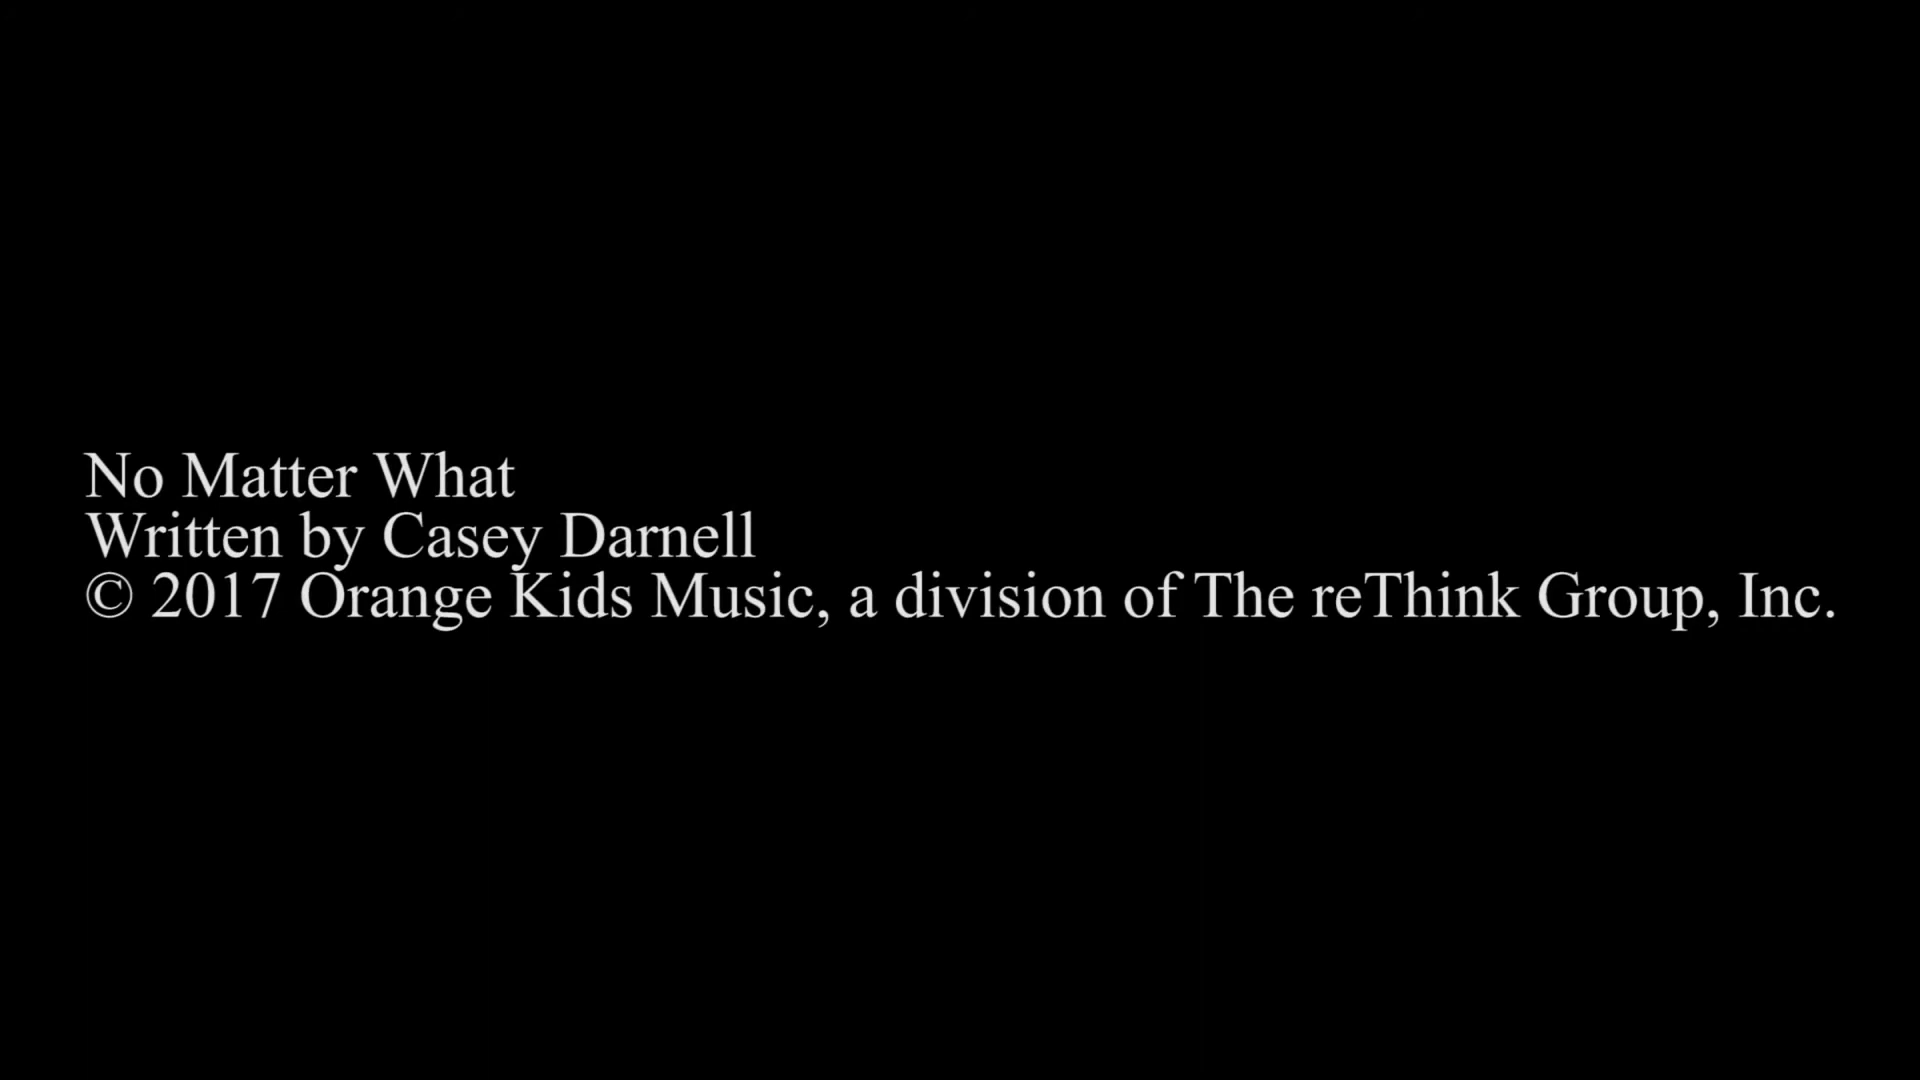 No Matter What
Written by Casey Darnell
© 2017 Orange Kids Music, a division of The reThink Group, Inc.